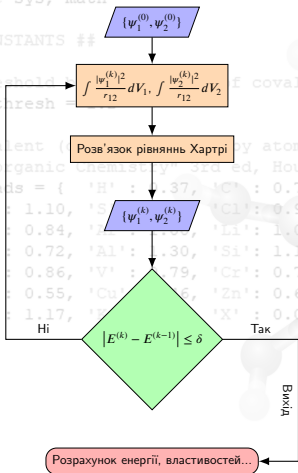 {ψ₁⁽⁰⁾, ψ₂⁽⁰⁾}
∫ |ψ₁⁽ᵏ⁾|²/r₁₂ dV₁, ∫ |ψ₂⁽ᵏ⁾|²/r₁₂ dV₂
Розв'язок рівняннь Хартрі
{ψ₁⁽ᵏ⁾, ψ₂⁽ᵏ⁾}
|E⁽ᵏ⁾ − E⁽ᵏ⁻¹⁾| ≤ δ
Ні
Так
Вихід
Розрахунок енергії, властивостей...